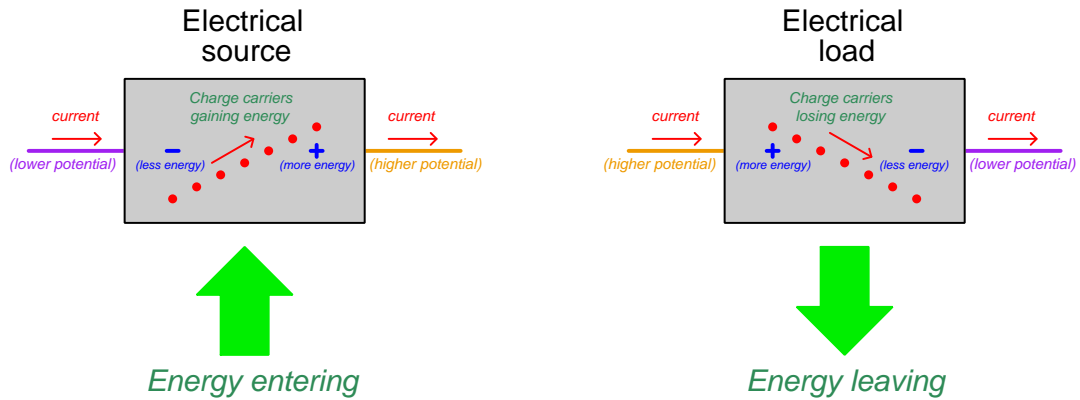 Electrical
source
Charge carriers
gaining energy
current
current
−
+
(lower potential)
(less energy)
(more energy)
(higher potential)
Energy entering
Electrical
load
Charge carriers
losing energy
current
current
+
−
(higher potential)
(more energy)
(less energy)
(lower potential)
Energy leaving